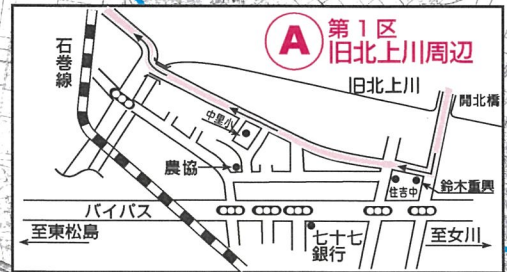 A
第1区
旧北上川周辺
石巻線
旧北上川
開北橋
中里小
農協
住吉中
鈴木重興
バイパス
至東松島
七十七
銀行
至女川